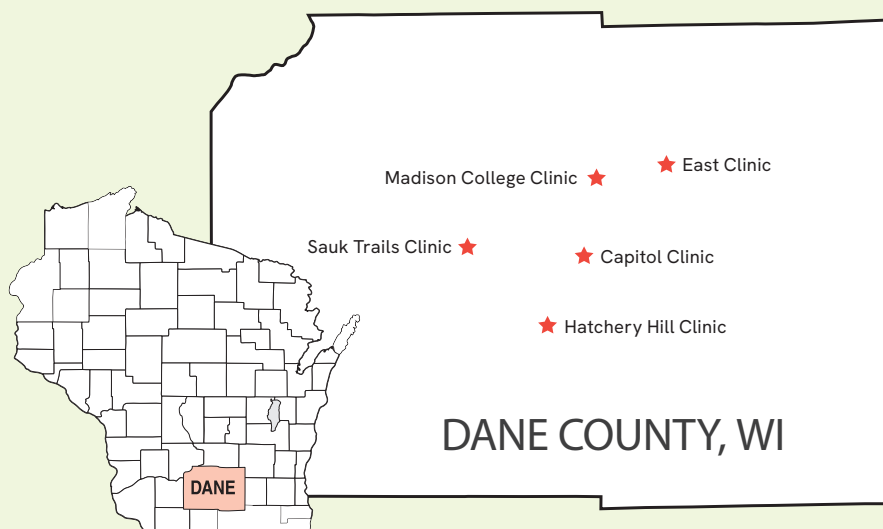 East Clinic
Madison College Clinic
Sauk Trails Clinic
Capitol Clinic
Hatchery Hill Clinic
DANE COUNTY, WI
DANE